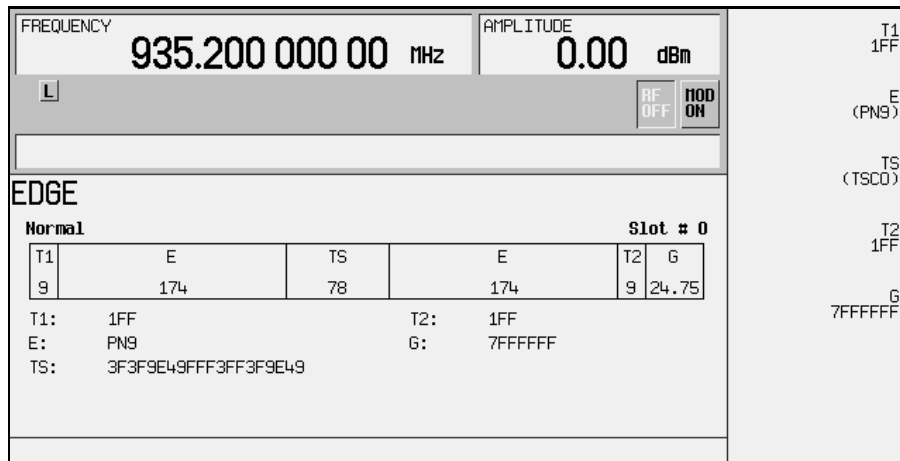 FREQUENCY
935.200 000 00 MHz
AMPLITUDE
0.00 dBm
L
RF OFF
MOD ON
EDGE
Normal Slot # 0
T1 E TS E T2 G
9 174 78 174 9 24.75
T1: 1FF T2: 1FF
E: PN9 G: 7FFFFFF
TS: 3F3F9E49FFF3FF3F9E49
T1
1FF
E
(PN9)
TS
(TSC0)
T2
1FF
G
7FFFFFF